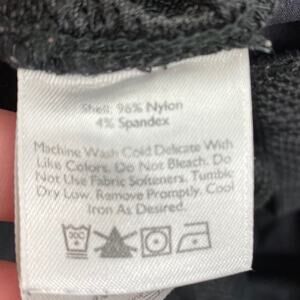 Shell: 96% Nylon
4% Spandex
Machine Wash Cold Delicate With
Like Colors. Do Not Bleach. Do
Not Use Fabric Softeners. Tumble
Dry Low. Remove Promptly. Cool
Iron As Desired.